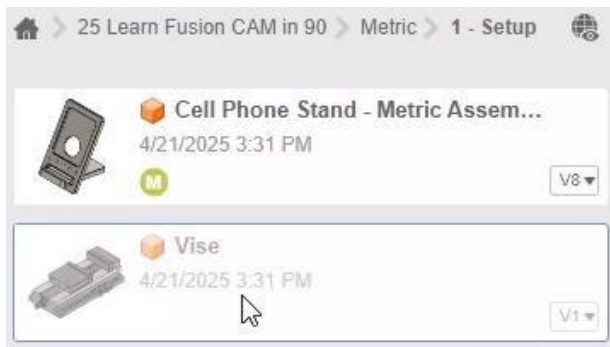 25 Learn Fusion CAM in 90 > Metric > 1 - Setup
Cell Phone Stand - Metric Assem...
4/21/2025 3:31 PM
M
V8
Vise
4/21/2025 3:31 PM
V1